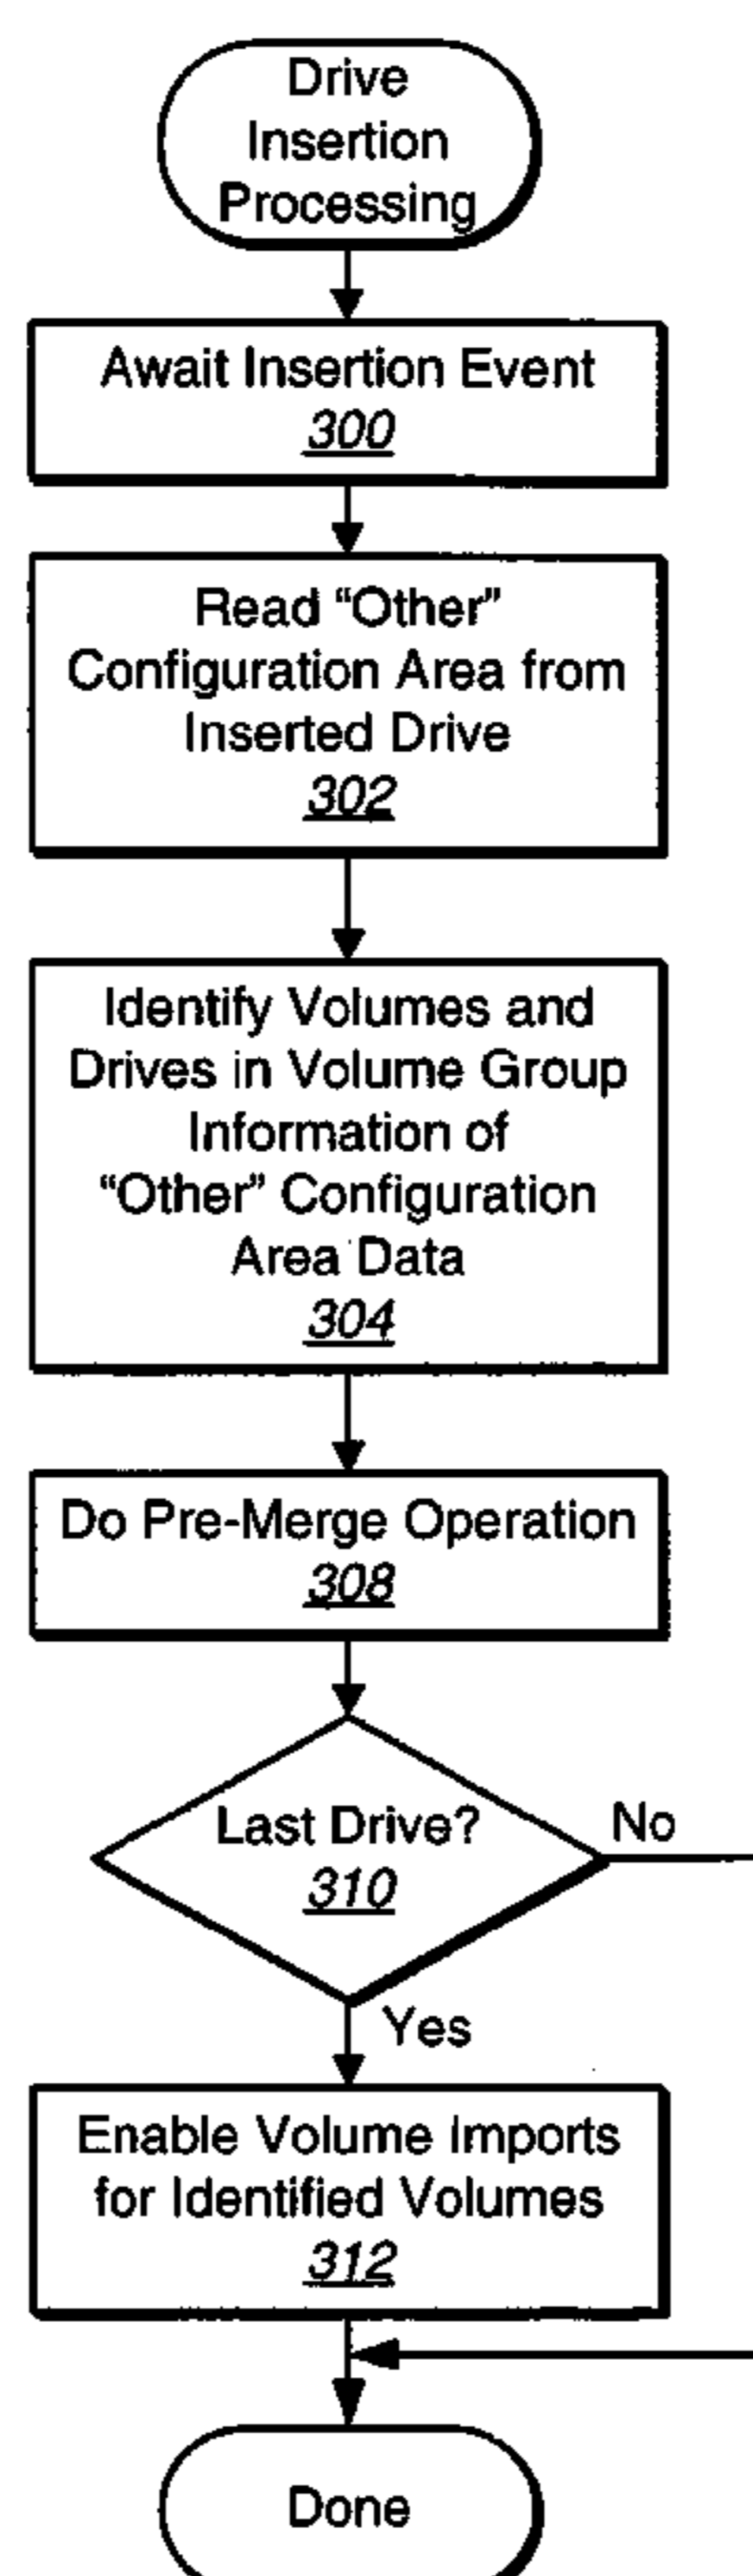 Drive
Insertion
Processing
Await Insertion Event
300
Read “Other”
Configuration Area from
Inserted Drive
302
Identify Volumes and
Drives in Volume Group
Information of
“Other” Configuration
Area Data
304
Do Pre-Merge Operation
308
Last Drive?
310
No
Yes
Enable Volume Imports
for Identified Volumes
312
Done